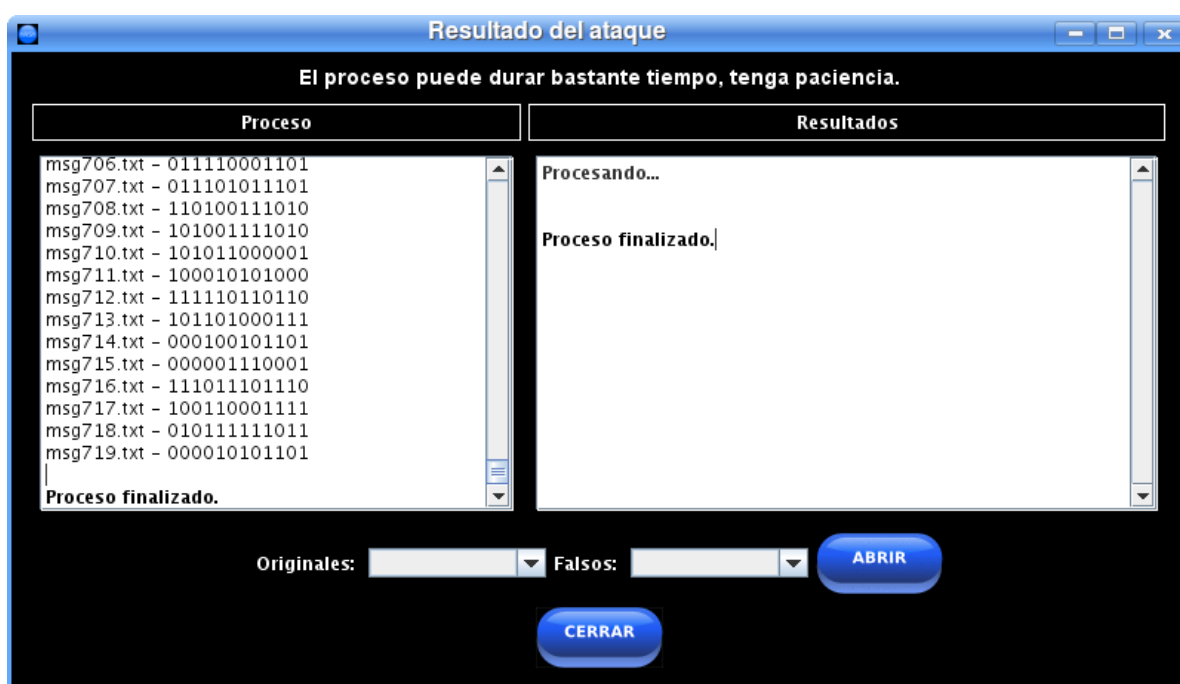 Resultado del ataque
El proceso puede durar bastante tiempo, tenga paciencia.
Proceso
Resultados
msg706.txt – 011110001101
msg707.txt – 011101011101
msg708.txt – 110100111010
msg709.txt – 101001111010
msg710.txt – 101011000001
msg711.txt – 100010101000
msg712.txt – 111110110110
msg713.txt – 101101000111
msg714.txt – 000100101101
msg715.txt – 000001110001
msg716.txt – 111011101110
msg717.txt – 100110001111
msg718.txt – 010111111011
msg719.txt – 000010101101
Proceso finalizado.
Procesando...
Proceso finalizado.
Originales:
Falsos:
ABRIR
CERRAR